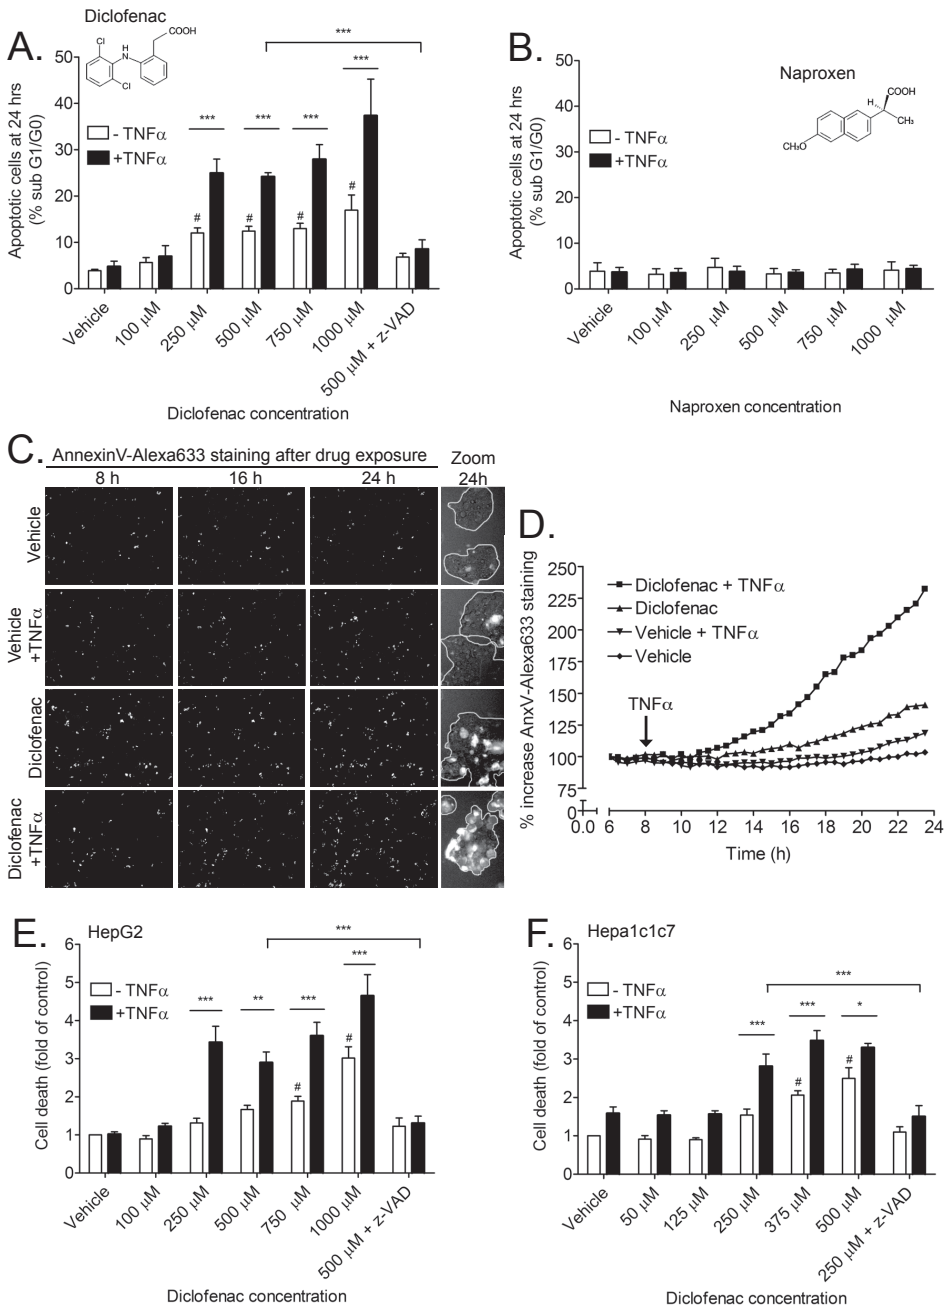 A.
Diclofenac
Cl
H
N
Cl
COOH
***
***
*** *** ***
# # # #
- TNFα
+TNFα
Apoptotic cells at 24 hrs
(% sub G1/G0)
50
40
30
20
10
0
Vehicle
100 µM
250 µM
500 µM
750 µM
1000 µM
500 µM + z-VAD
Diclofenac concentration
B.
Naproxen
COOH
H
CH3
CH3O
- TNFα
+TNFα
Apoptotic cells at 24 hrs
(% sub G1/G0)
50
40
30
20
10
0
Vehicle
100 µM
250 µM
500 µM
750 µM
1000 µM
Naproxen concentration
C.
AnnexinV-Alexa633 staining after drug exposure
Zoom
8 h 16 h 24 h 24h
Vehicle
Vehicle
+TNFα
Diclofenac
Diclofenac
+TNFα
D.
% increase AnxV-Alexa633 staining
250
225
200
175
150
125
100
75
0
Diclofenac + TNFα
Diclofenac
Vehicle + TNFα
Vehicle
TNFα
0.0 6 8 10 12 14 16 18 20 22 24
Time (h)
E.
HepG2
***
***
*** ** ***
# #
- TNFα
+TNFα
Cell death (fold of control)
6
5
4
3
2
1
0
Vehicle
100 µM
250 µM
500 µM
750 µM
1000 µM
500 µM + z-VAD
Diclofenac concentration
F.
Hepa1c1c7
***
*** *
***
# #
- TNFα
+TNFα
Cell death (fold of control)
6
5
4
3
2
1
0
Vehicle
50 µM
125 µM
250 µM
375 µM
500 µM
250 µM + z-VAD
Diclofenac concentration